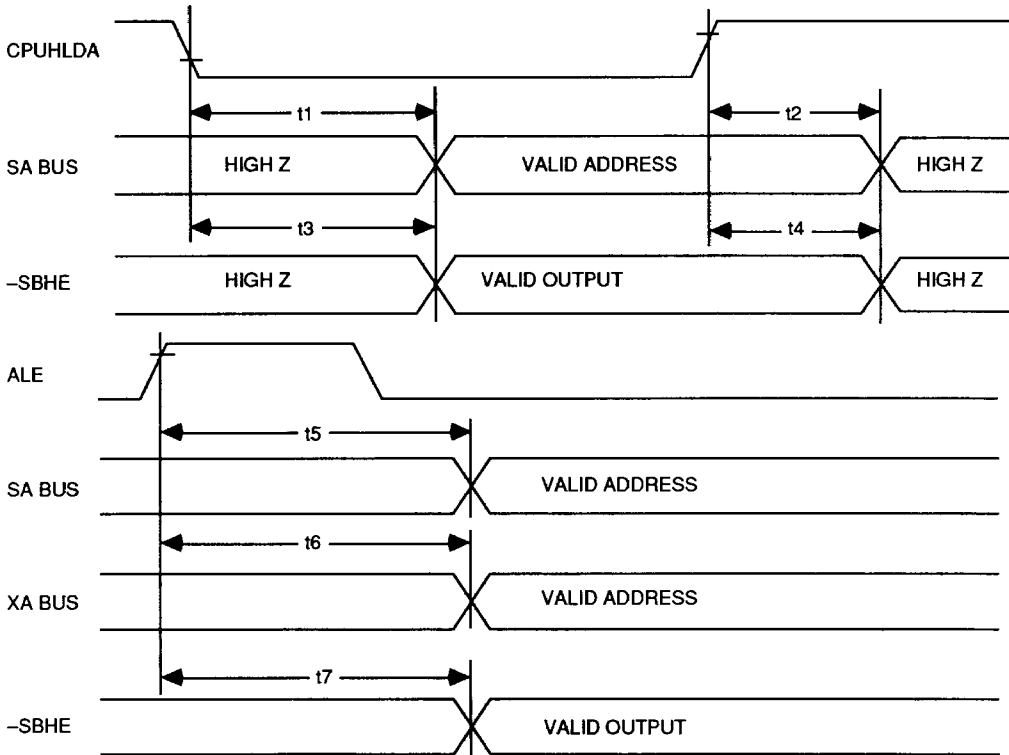 CPUHLDA
t1 t2
SA BUS HIGH Z VALID ADDRESS HIGH Z
t3 t4
–SBHE HIGH Z VALID OUTPUT HIGH Z
ALE
t5
SA BUS VALID ADDRESS
t6
XA BUS VALID ADDRESS
t7
–SBHE VALID OUTPUT